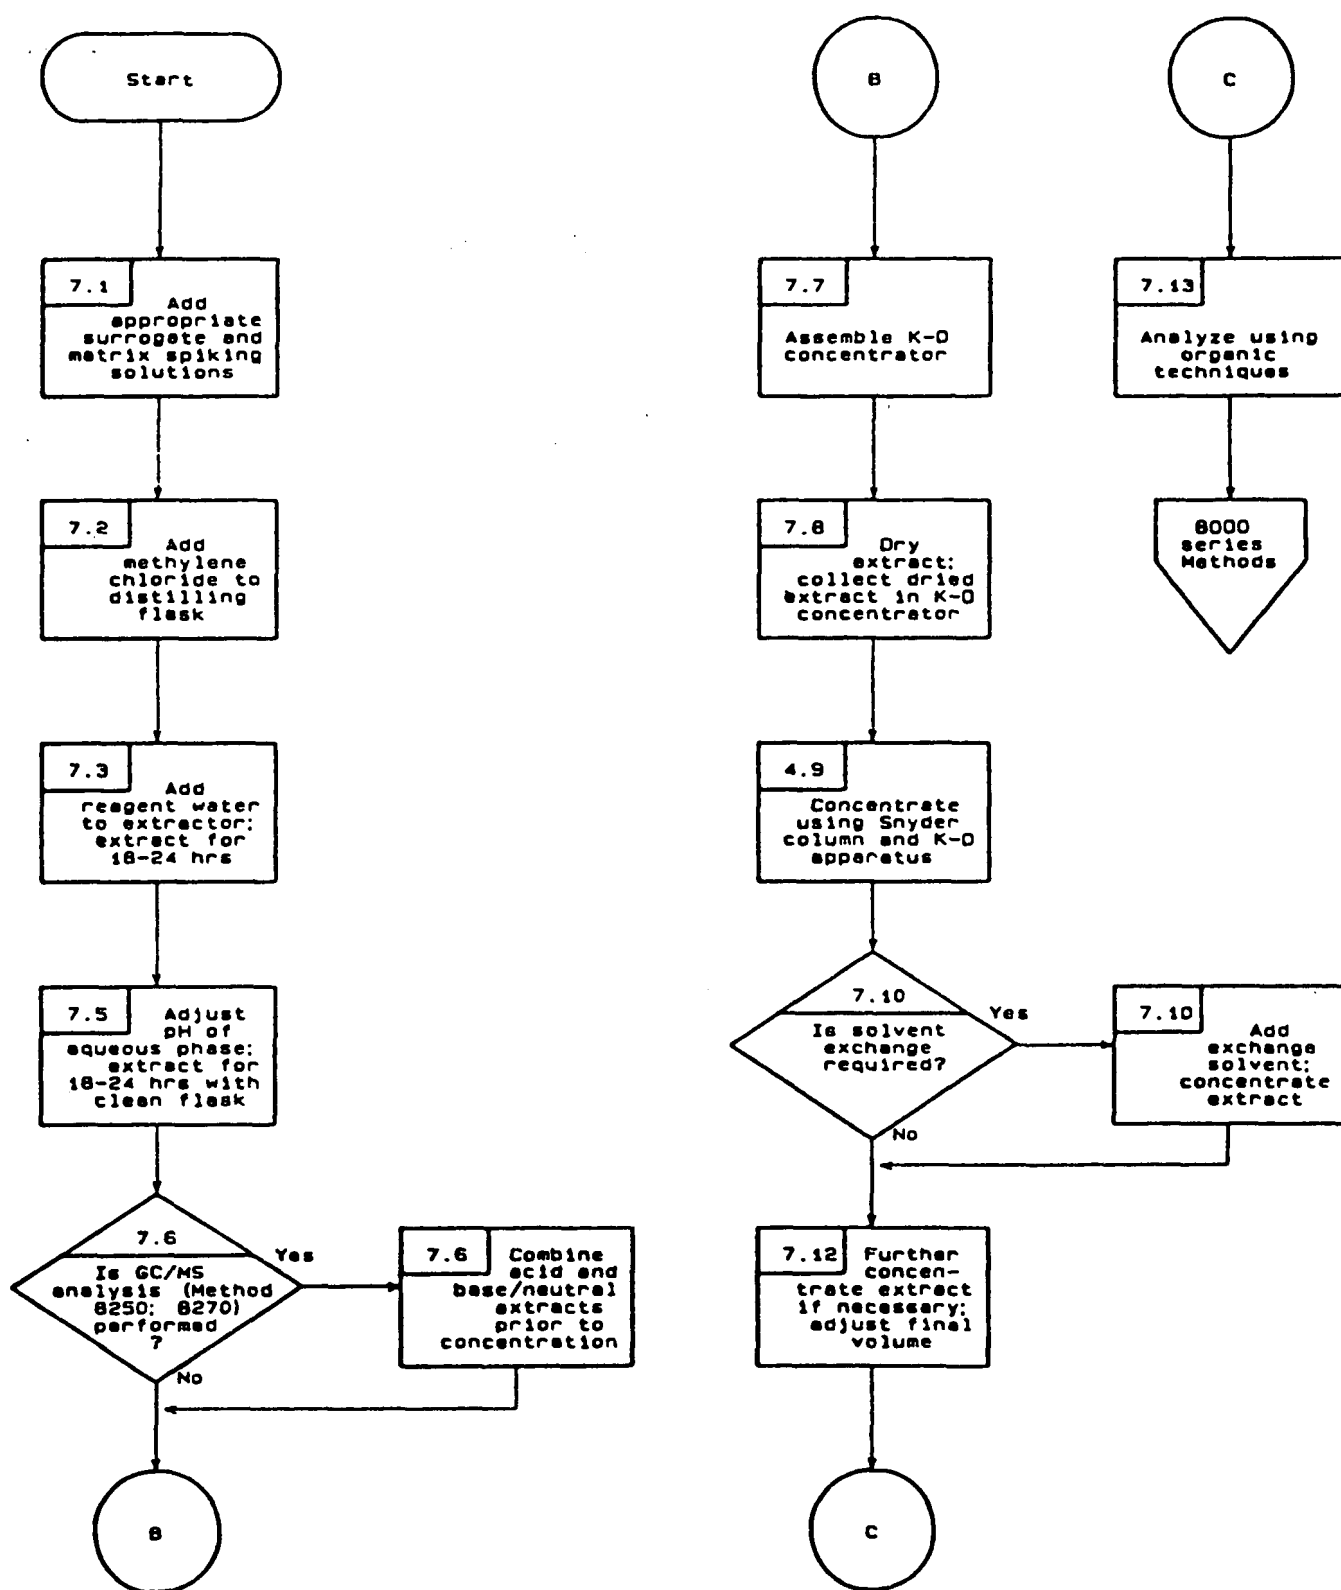 Start
7.1
Add
appropriate
surrogate and
matrix spiking
solutions
7.2
Add
methylene
chloride to
distilling
flask
7.3
Add
reagent water
to extractor;
extract for
18-24 hrs
7.5
Adjust
pH of
aqueous phase;
extract for
18-24 hrs with
clean flask
7.6
Is GC/MS
analysis (Method
8250; 8270)
performed
?
Yes
No
7.6
Combine
acid and
base/neutral
extracts
prior to
concentration
B
B
7.7
Assemble K-D
concentrator
7.8
Dry
extract;
collect dried
extract in K-D
concentrator
4.9
Concentrate
using Snyder
column and K-D
apparatus
7.10
Is solvent
exchange
required?
Yes
No
7.10
Add
exchange
solvent;
concentrate
extract
7.12
Further
concen-
trate extract
if necessary;
adjust final
volume
C
C
7.13
Analyze using
organic
techniques
8000
series
Methods